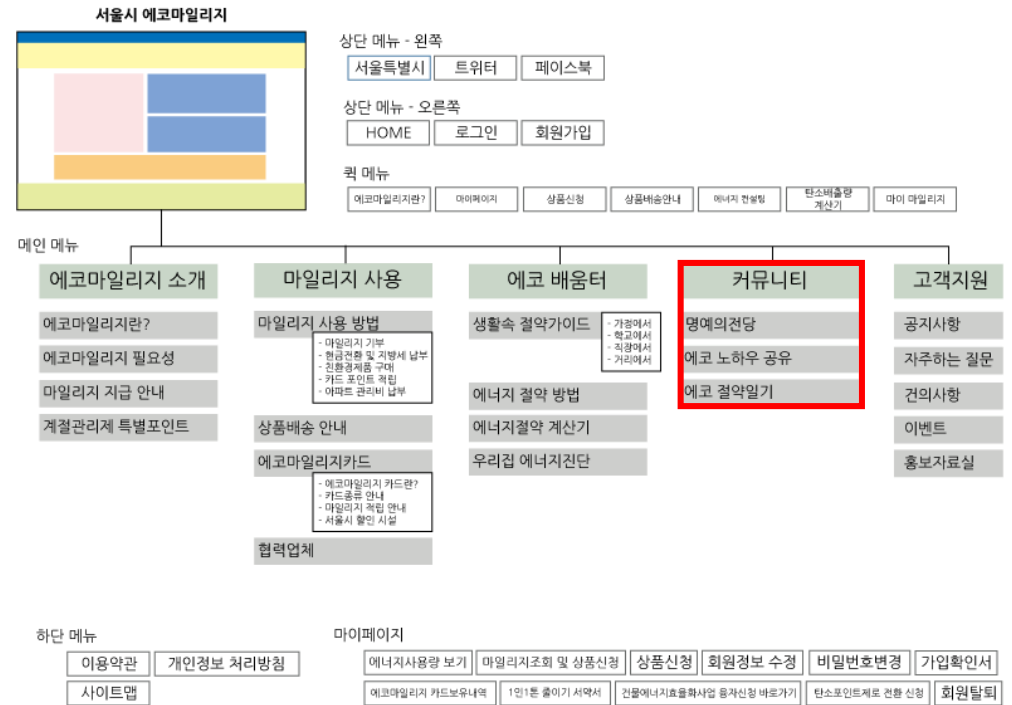 서울시 에코마일리지
상단 메뉴 - 왼쪽
서울특별시 트위터 페이스북
상단 메뉴 - 오른쪽
HOME 로그인 회원가입
퀵 메뉴
에코마일리지란? 마이페이지 상품신청 상품배송안내 에너지 컨설팅 탄소배출량 계산기 마이 마일리지
메인 메뉴
에코마일리지 소개
에코마일리지란?
에코마일리지 필요성
마일리지 지급 안내
계절관리제 특별포인트
마일리지 사용
마일리지 사용 방법
- 마일리지 기부
- 현금전환 및 지방세 납부
- 친환경제품 구매
- 카드 포인트 적립
- 아파트 관리비 납부
상품배송 안내
에코마일리지카드
- 에코마일리지 카드란?
- 카드종류 안내
- 마일리지 적립 안내
- 서울시 할인 시설
협력업체
에코 배움터
생활속 절약가이드
- 가정에서
- 학교에서
- 직장에서
- 거리에서
에너지 절약 방법
에너지절약 계산기
우리집 에너지진단
커뮤니티
명예의전당
에코 노하우 공유
에코 절약일기
고객지원
공지사항
자주하는 질문
건의사항
이벤트
홍보자료실
하단 메뉴
이용약관 개인정보 처리방침
사이트맵
마이페이지
에너지사용량 보기 마일리지조회 및 상품신청 상품신청 회원정보 수정 비밀번호변경 가입확인서
에코마일리지 카드보유내역 1인1톤 줄이기 서약서 건물에너지효율화사업 융자신청 바로가기 탄소포인트제로 전환 신청 회원탈퇴